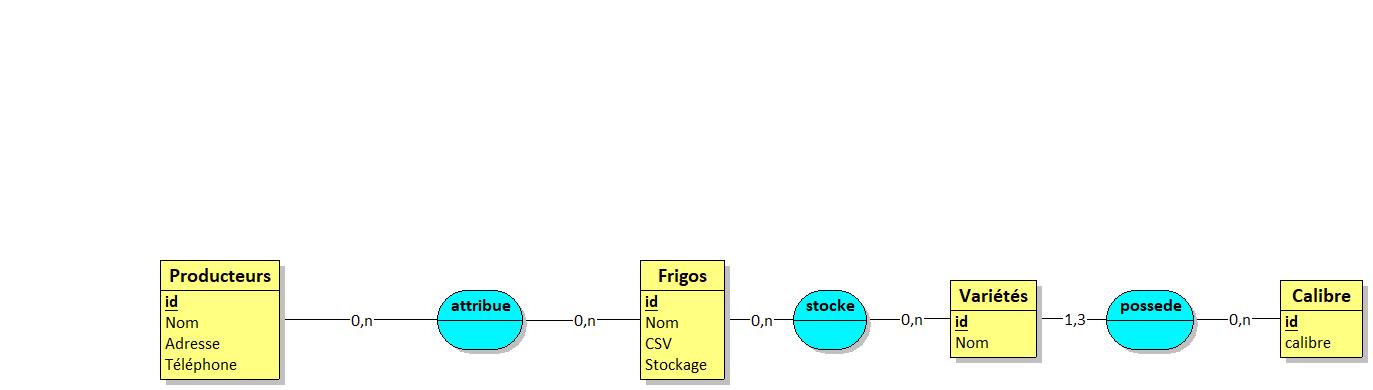 Producteurs
id
Nom
Adresse
Téléphone
0,n
attribue
0,n
Frigos
id
Nom
CSV
Stockage
0,n
stocke
0,n
Variétés
id
Nom
1,3
possede
0,n
Calibre
id
calibre